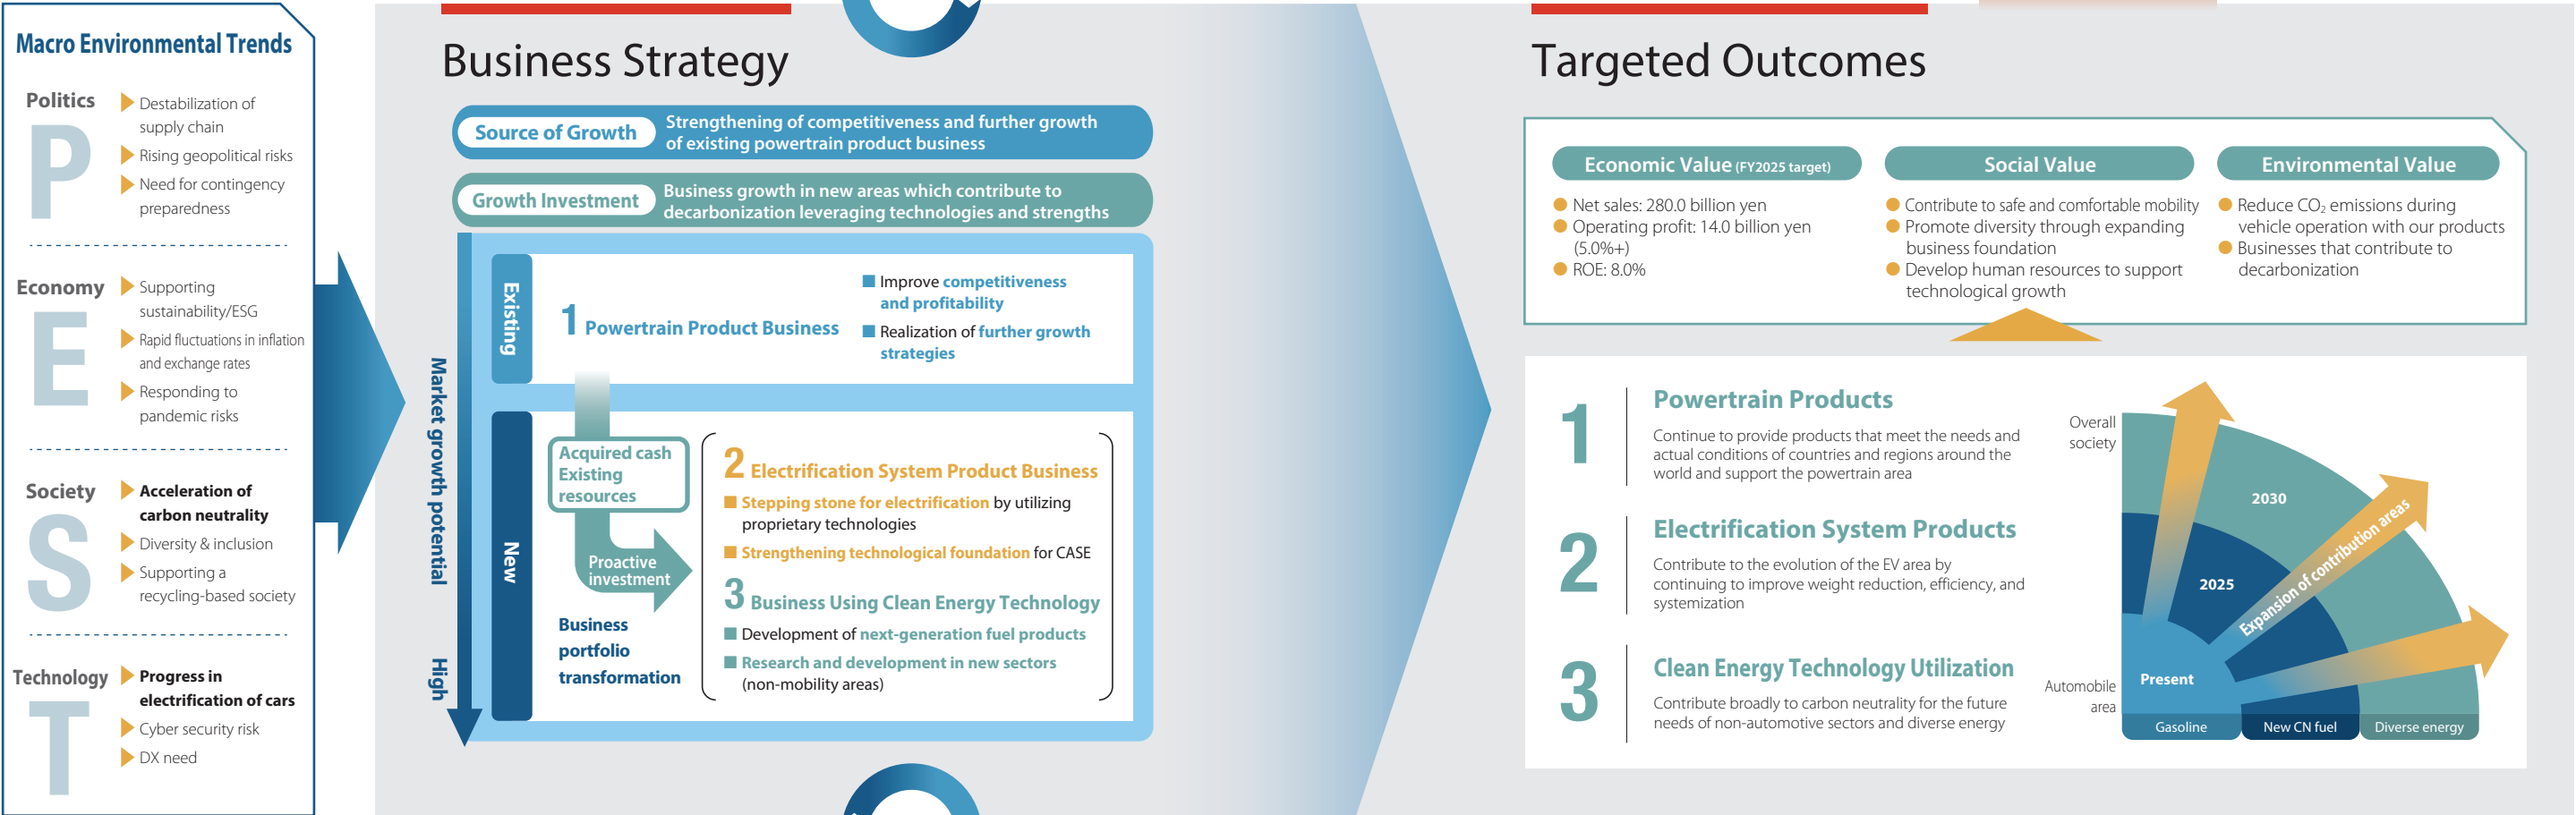 Macro Environmental Trends
Politics
P
Destabilization of
supply chain
Rising geopolitical risks
Need for contingency
preparedness
Economy
E
Supporting
sustainability/ESG
Rapid fluctuations in inflation
and exchange rates
Responding to
pandemic risks
Society
S
Acceleration of
carbon neutrality
Diversity & inclusion
Supporting a
recycling-based society
Technology
T
Progress in
electrification of cars
Cyber security risk
DX need
Business Strategy
Source of Growth
Strengthening of competitiveness and further growth
of existing powertrain product business
Growth Investment
Business growth in new areas which contribute to
decarbonization leveraging technologies and strengths
Market growth potential
High
Existing
1 Powertrain Product Business
Improve competitiveness
and profitability
Realization of further growth
strategies
New
Acquired cash
Existing
resources
Proactive
investment
Business
portfolio
transformation
2 Electrification System Product Business
Stepping stone for electrification by utilizing
proprietary technologies
Strengthening technological foundation for CASE
3 Business Using Clean Energy Technology
Development of next-generation fuel products
Research and development in new sectors
(non-mobility areas)
Targeted Outcomes
Economic Value (FY2025 target)
Net sales: 280.0 billion yen
Operating profit: 14.0 billion yen
(5.0%+)
ROE: 8.0%
Social Value
Contribute to safe and comfortable mobility
Promote diversity through expanding
business foundation
Develop human resources to support
technological growth
Environmental Value
Reduce CO₂ emissions during
vehicle operation with our products
Businesses that contribute to
decarbonization
1
Powertrain Products
Continue to provide products that meet the needs and
actual conditions of countries and regions around the
world and support the powertrain area
2
Electrification System Products
Contribute to the evolution of the EV area by
continuing to improve weight reduction, efficiency, and
systemization
3
Clean Energy Technology Utilization
Contribute broadly to carbon neutrality for the future
needs of non-automotive sectors and diverse energy
Overall
society
Automobile
area
2030
2025
Present
Expansion of contribution areas
Gasoline
New CN fuel
Diverse energy